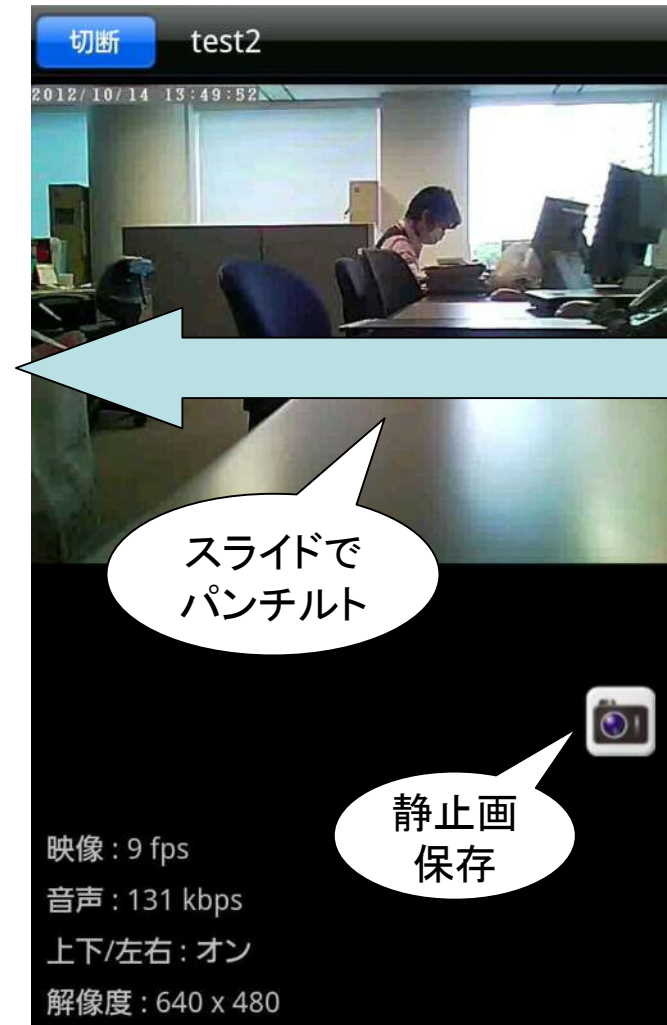 切断 test2
2012/10/14 13:49:52
スライドで
パンチルト
静止画
保存
映像 : 9 fps
音声 : 131 kbps
上下/左右 : オン
解像度 : 640 x 480